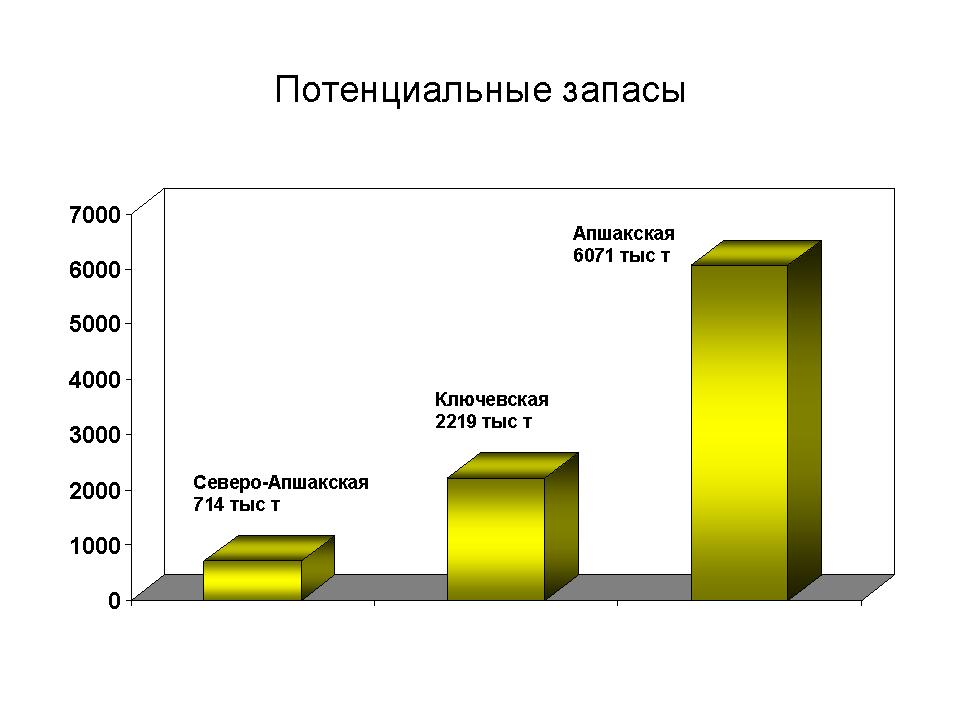 Потенциальные запасы
7000
6000
5000
4000
3000
2000
1000
0
Апшакская
6071 тыс т
Ключевская
2219 тыс т
Северо-Апшакская
714 тыс т